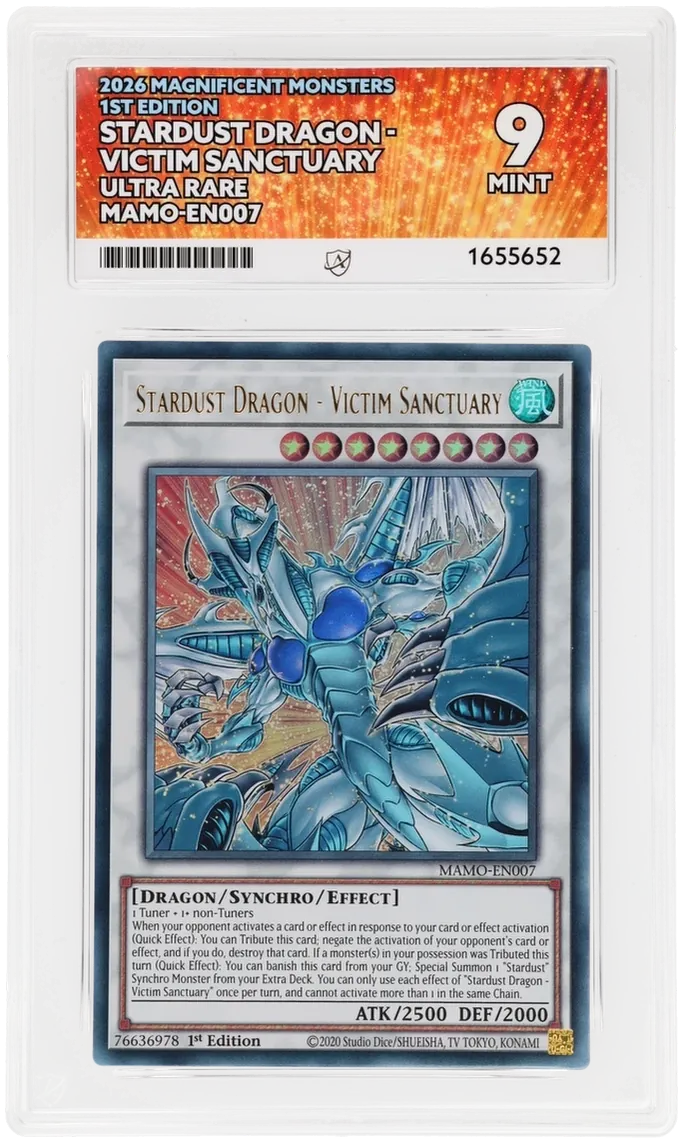 2026 MAGNIFICENT MONSTERS
1ST EDITION
STARDUST DRAGON -
VICTIM SANCTUARY
ULTRA RARE
MAMO-EN007
9
MINT
1655652
STARDUST DRAGON - VICTIM SANCTUARY
WIND
風
MAMO-EN007
[DRAGON/SYNCHRO/EFFECT]
1 Tuner + 1+ non-Tuners
When your opponent activates a card or effect in response to your card or effect activation
(Quick Effect): You can Tribute this card; negate the activation of your opponent's card or
effect, and if you do, destroy that card. If a monster(s) in your possession was Tributed this
turn (Quick Effect): You can banish this card from your GY; Special Summon 1 "Stardust"
Synchro Monster from your Extra Deck. You can only use each effect of "Stardust Dragon -
Victim Sanctuary" once per turn, and cannot activate more than 1 in the same Chain.
ATK/2500 DEF/2000
76636978 1st Edition
©2020 Studio Dice/SHUEISHA, TV TOKYO, KONAMI